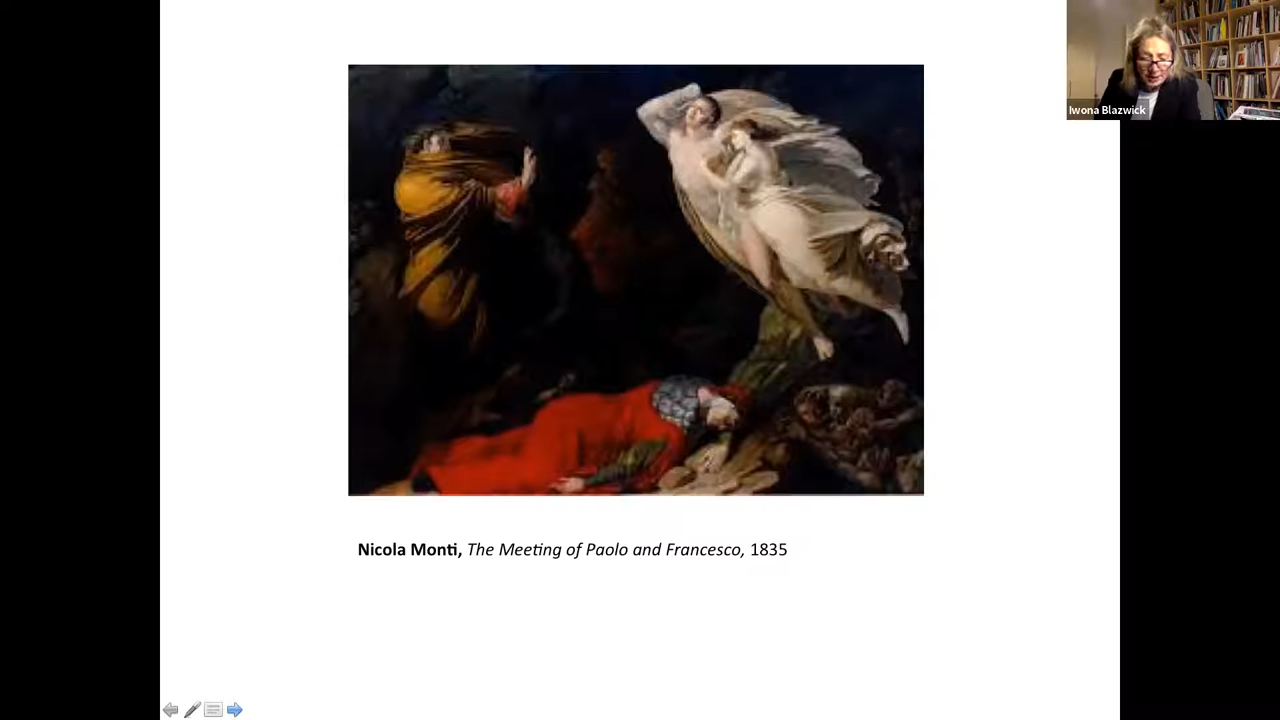 Iwona Blazwick
Nicola Monti, The Meeting of Paolo and Francesco, 1835